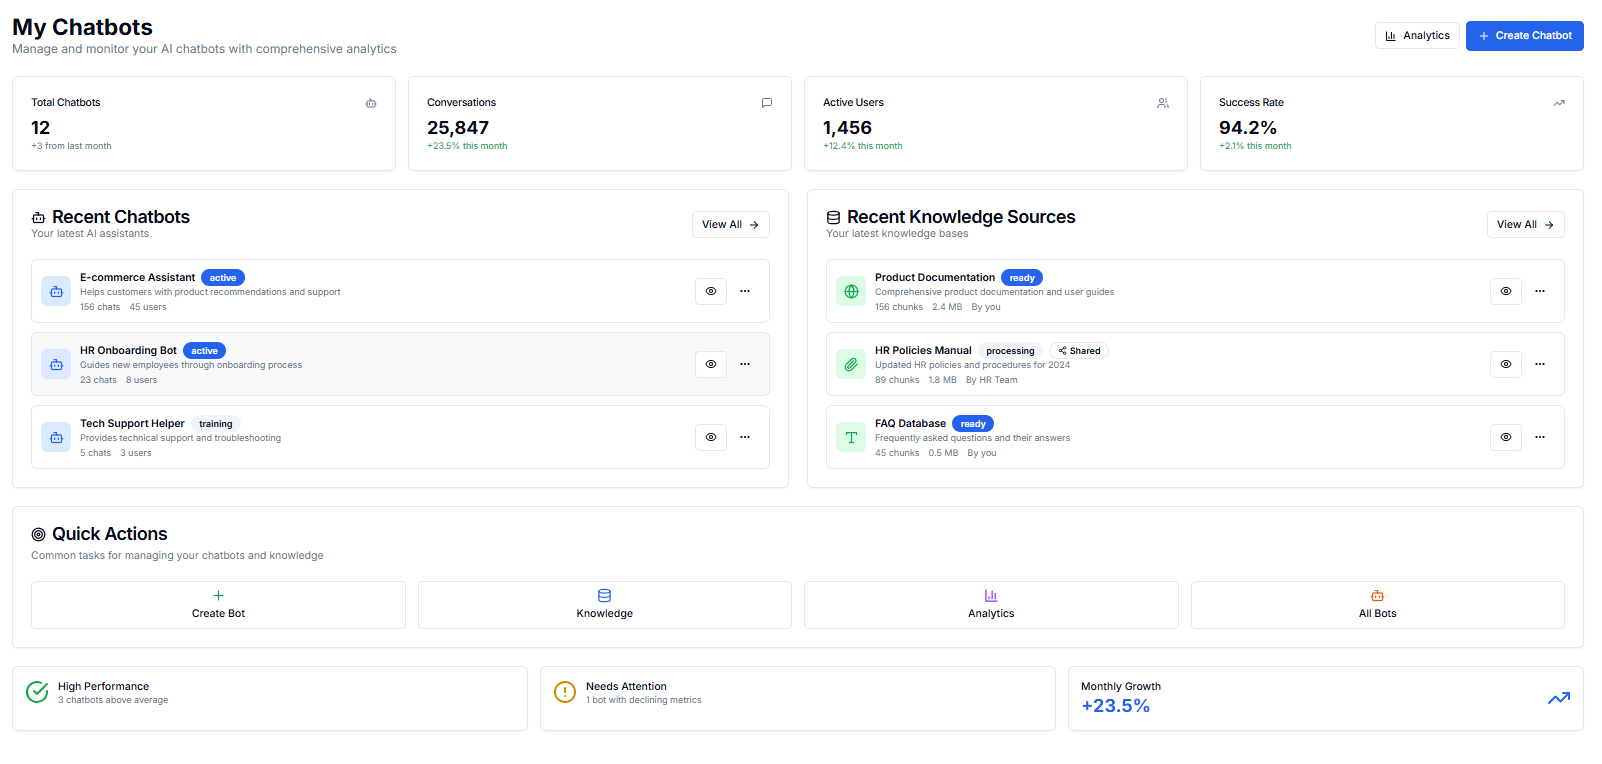 My Chatbots
Manage and monitor your AI chatbots with comprehensive analytics
Analytics
Create Chatbot
Total Chatbots
12
+3 from last month
Conversations
25,847
+23.5% this month
Active Users
1,456
+12.4% this month
Success Rate
94.2%
+2.1% this month
Recent Chatbots
Your latest AI assistants
View All
E-commerce Assistant active
Helps customers with product recommendations and support
156 chats 45 users
HR Onboarding Bot active
Guides new employees through onboarding process
23 chats 8 users
Tech Support Helper training
Provides technical support and troubleshooting
5 chats 3 users
Recent Knowledge Sources
Your latest knowledge bases
View All
Product Documentation ready
Comprehensive product documentation and user guides
156 chunks 2.4 MB By you
HR Policies Manual processing Shared
Updated HR policies and procedures for 2024
89 chunks 1.8 MB By HR Team
FAQ Database ready
Frequently asked questions and their answers
45 chunks 0.5 MB By you
Quick Actions
Common tasks for managing your chatbots and knowledge
Create Bot
Knowledge
Analytics
All Bots
High Performance
3 chatbots above average
Needs Attention
1 bot with declining metrics
Monthly Growth
+23.5%